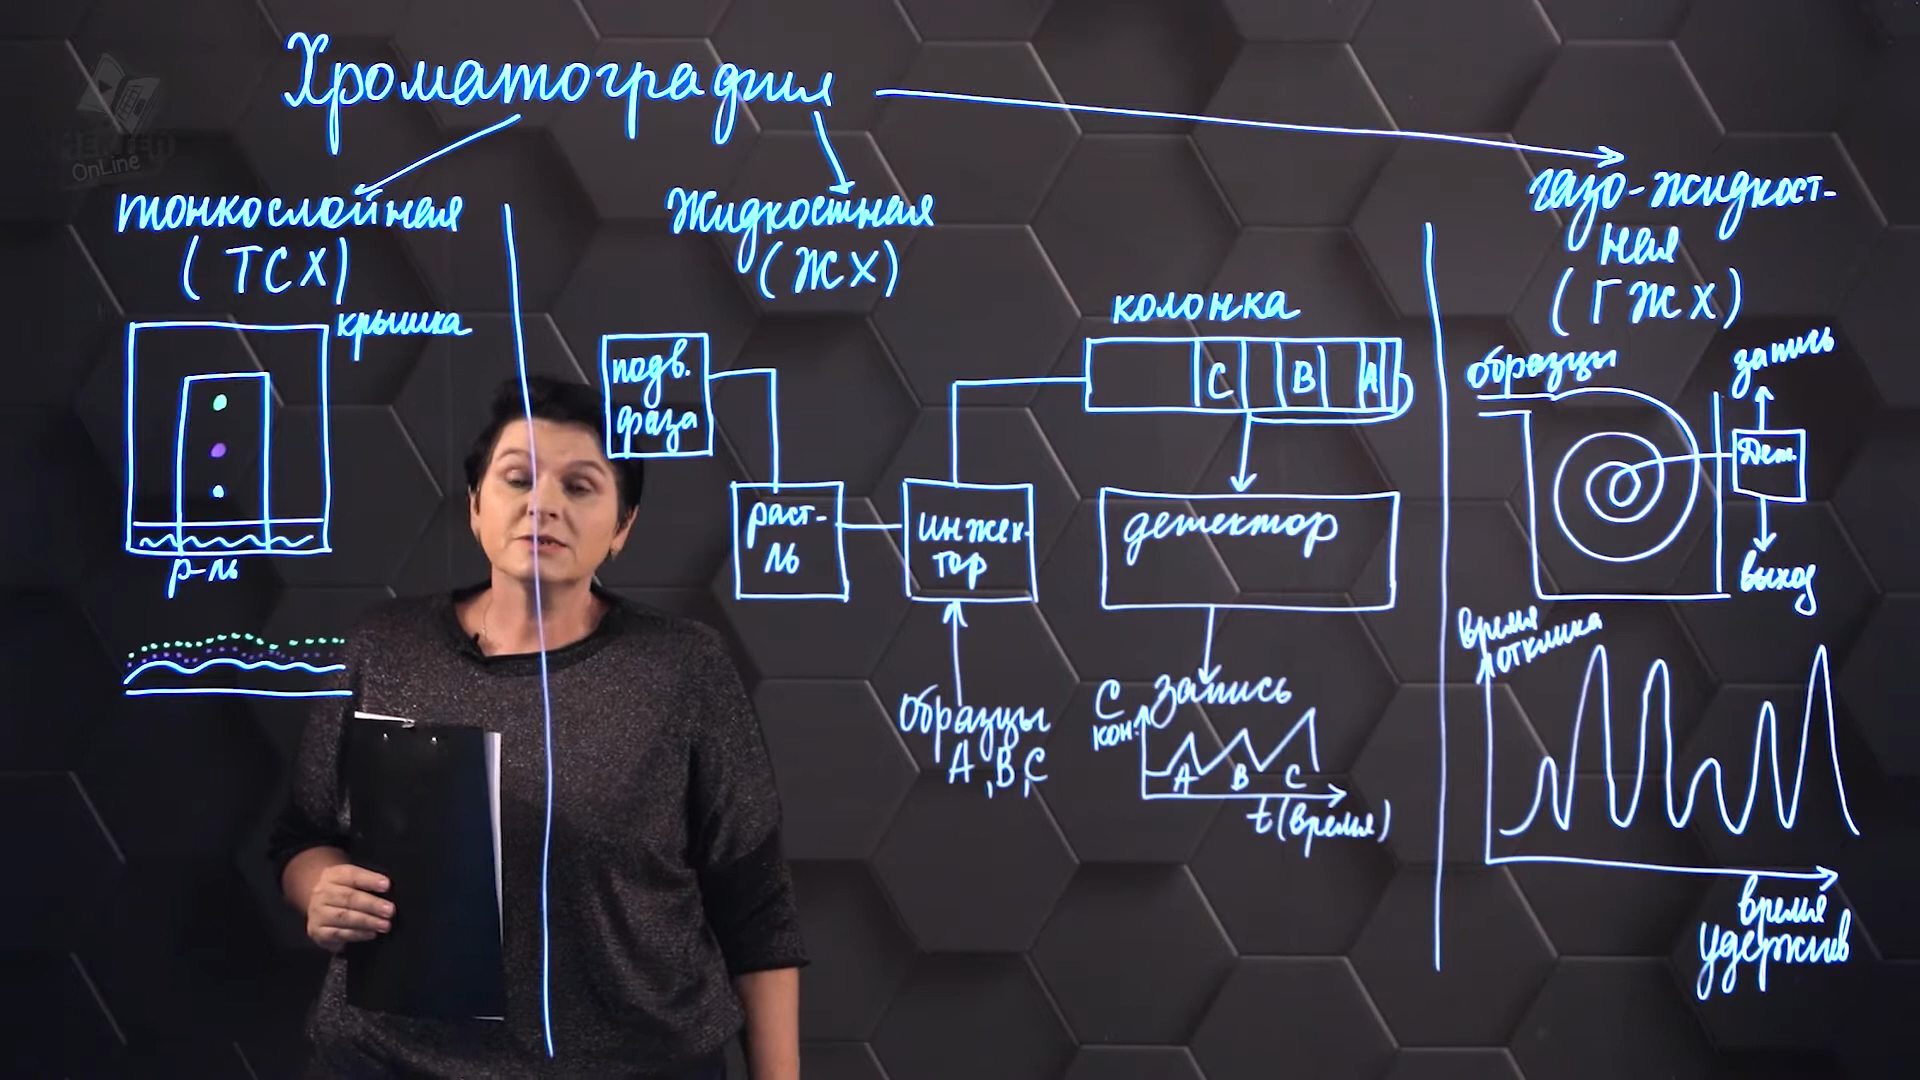 Хроматография
тонкослойная
(ТСХ)
крышка
р-ль
Жидкостная
(ЖХ)
подв.
фаза
раст-
ль
инжек-
тор
Образцы
A, B, C
колонка
C B A
детектор
запись
C
кон.
A B C
t (время)
газо-жидкост-
ная
(ГЖХ)
образцы
запись
Дет.
выход
время
отклика
время
удержив
OnLine